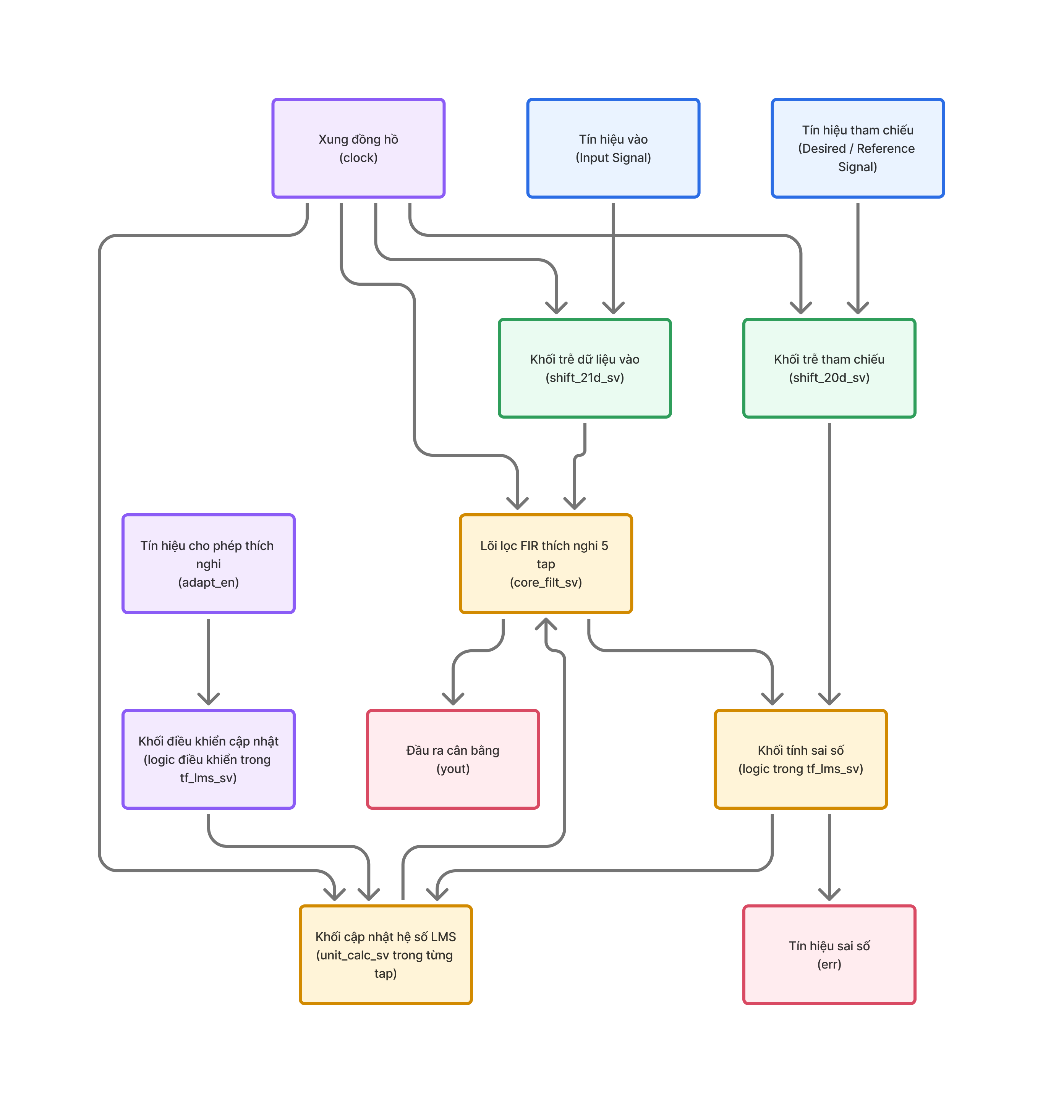 Xung đồng hồ
(clock)
Tín hiệu vào
(Input Signal)
Tín hiệu tham chiếu
(Desired / Reference
Signal)
Khối trễ dữ liệu vào
(shift_21d_sv)
Khối trễ tham chiếu
(shift_20d_sv)
Tín hiệu cho phép thích
nghi
(adapt_en)
Lõi lọc FIR thích nghi 5
tap
(core_filt_sv)
Khối điều khiển cập nhật
(logic điều khiển trong
tf_lms_sv)
Đầu ra cân bằng
(yout)
Khối tính sai số
(logic trong tf_lms_sv)
Khối cập nhật hệ số LMS
(unit_calc_sv trong từng
tap)
Tín hiệu sai số
(err)